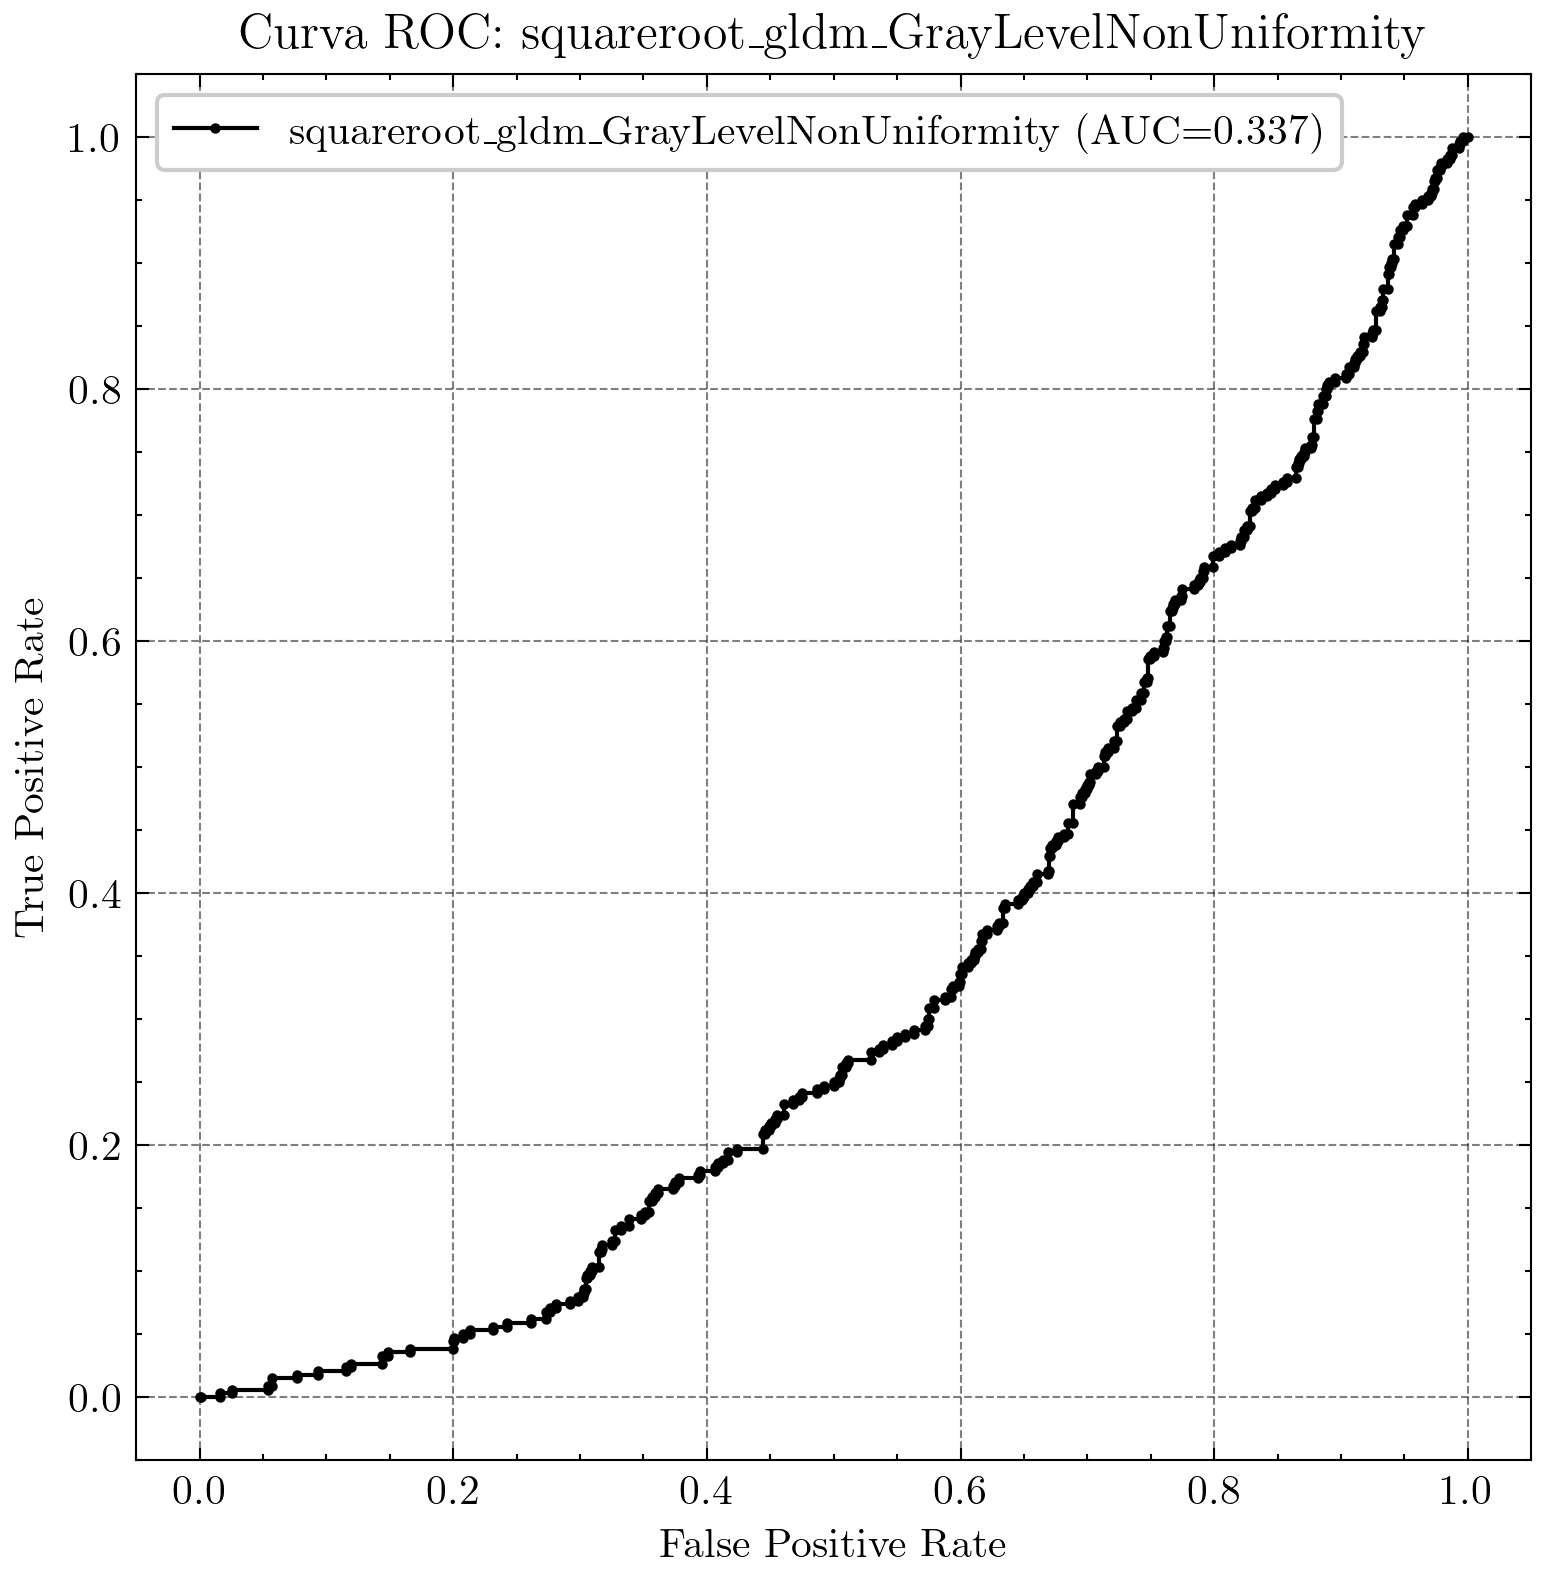 Curva ROC: squareroot_gldm_GrayLevelNonUniformity
squareroot_gldm_GrayLevelNonUniformity (AUC=0.337)
1.0
0.8
0.6
0.4
0.2
0.0
True Positive Rate
0.0 0.2 0.4 0.6 0.8 1.0
False Positive Rate